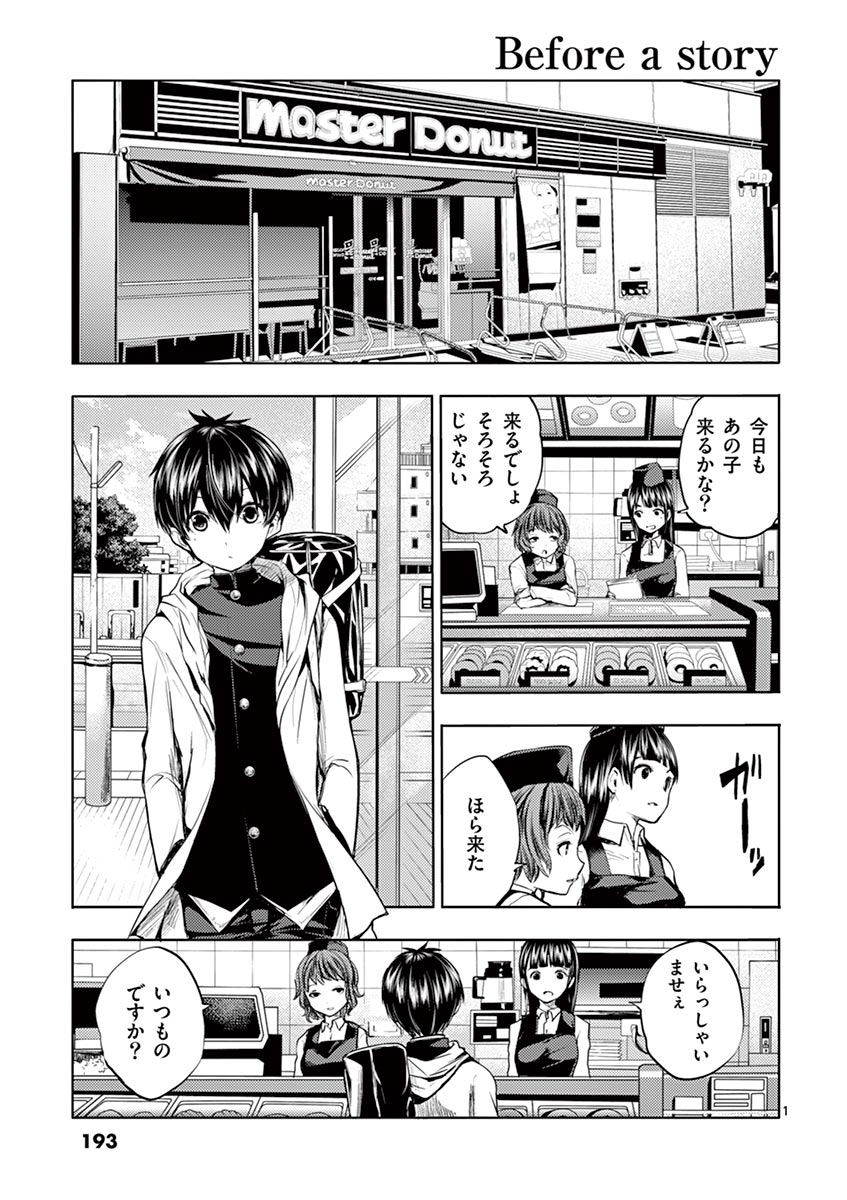 Before a story
master Donut
master Donut
今日も
あの子
来るかな?
来るでしょ
そろそろ
じゃない
ガーッ
ほら来た
いらっしゃい
ませぇ
いつもの
ですか?
1
193